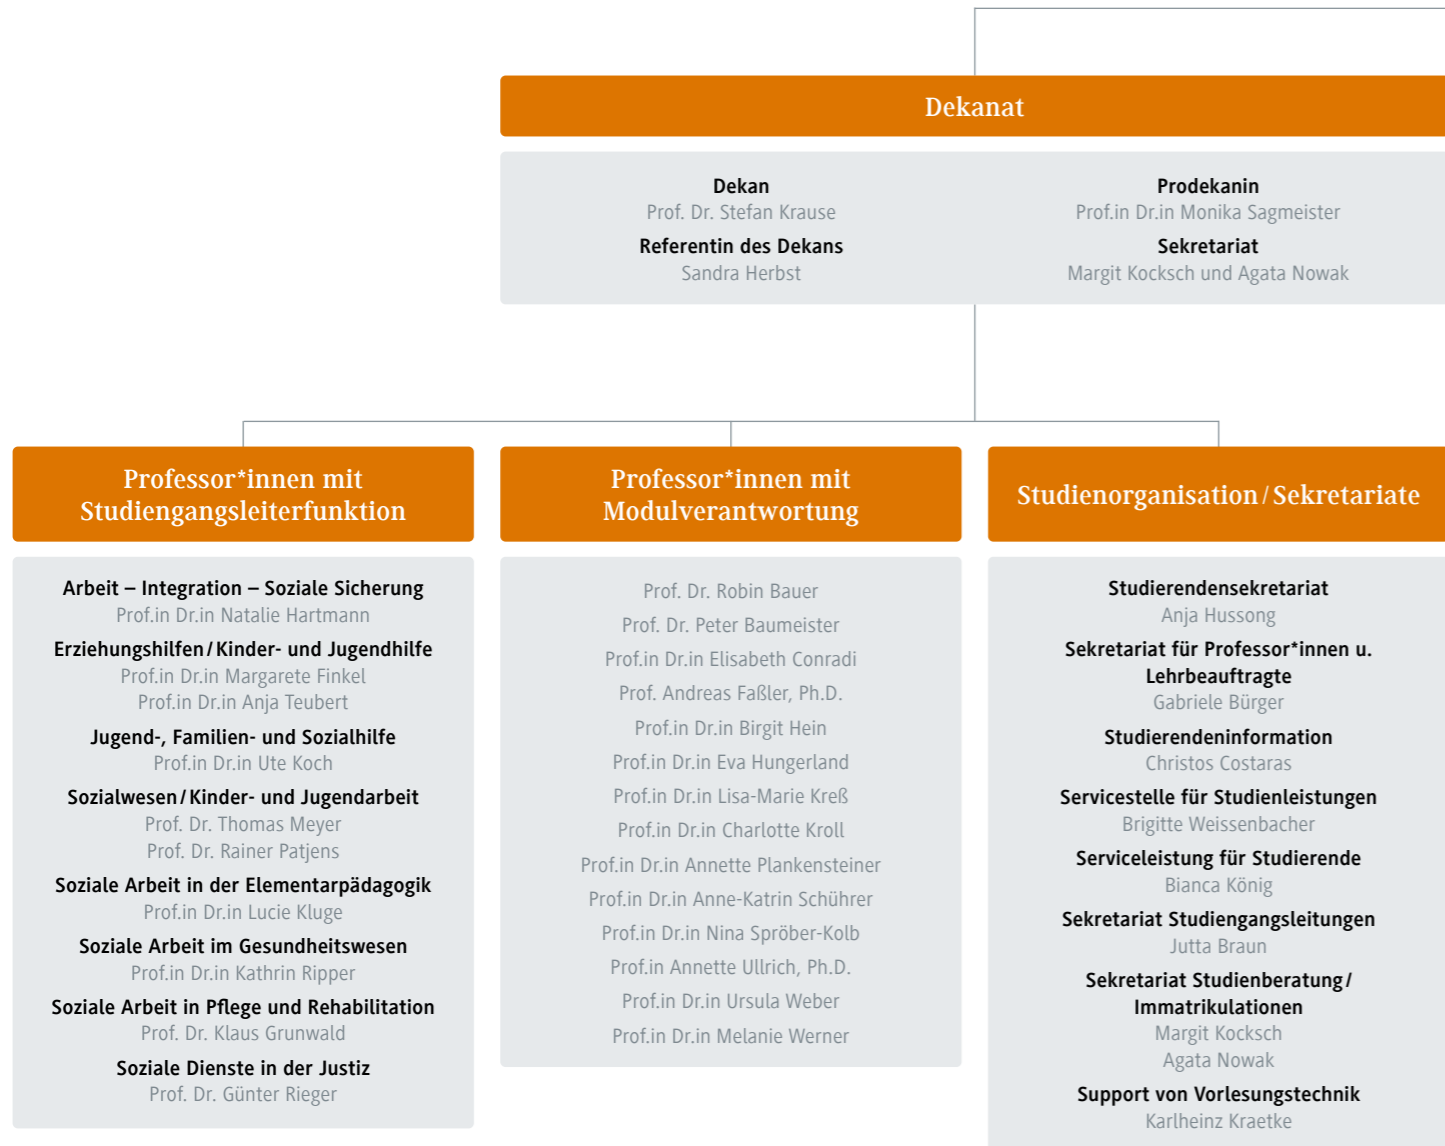 Dekanat
Dekan
Prof. Dr. Stefan Krause
Referentin des Dekans
Sandra Herbst
Prodekanin
Prof.in Dr.in Monika Sagmeister
Sekretariat
Margit Kocksch und Agata Nowak
Professor*innen mit
Studiengangsleiterfunktion
Arbeit – Integration – Soziale Sicherung
Prof.in Dr.in Natalie Hartmann
Erziehungshilfen/Kinder- und Jugendhilfe
Prof.in Dr.in Margarete Finkel
Prof.in Dr.in Anja Teubert
Jugend-, Familien- und Sozialhilfe
Prof.in Dr.in Ute Koch
Sozialwesen/Kinder- und Jugendarbeit
Prof. Dr. Thomas Meyer
Prof. Dr. Rainer Patjens
Soziale Arbeit in der Elementarpädagogik
Prof.in Dr.in Lucie Kluge
Soziale Arbeit im Gesundheitswesen
Prof.in Dr.in Kathrin Ripper
Soziale Arbeit in Pflege und Rehabilitation
Prof. Dr. Klaus Grunwald
Soziale Dienste in der Justiz
Prof. Dr. Günter Rieger
Professor*innen mit
Modulverantwortung
Prof. Dr. Robin Bauer
Prof. Dr. Peter Baumeister
Prof.in Dr.in Elisabeth Conradi
Prof. Andreas Faßler, Ph.D.
Prof.in Dr.in Birgit Hein
Prof.in Dr.in Eva Hungerland
Prof.in Dr.in Lisa-Marie Kreß
Prof.in Dr.in Charlotte Kroll
Prof.in Dr.in Annette Plankensteiner
Prof.in Dr.in Anne-Katrin Schührer
Prof.in Dr.in Nina Spröber-Kolb
Prof.in Annette Ullrich, Ph.D.
Prof.in Dr.in Ursula Weber
Prof.in Dr.in Melanie Werner
Studienorganisation/Sekretariate
Studierendensekretariat
Anja Hussong
Sekretariat für Professor*innen u.
Lehrbeauftragte
Gabriele Bürger
Studierendeninformation
Christos Costaras
Servicestelle für Studienleistungen
Brigitte Weissenbacher
Serviceleistung für Studierende
Bianca König
Sekretariat Studiengangsleitungen
Jutta Braun
Sekretariat Studienberatung/
Immatrikulationen
Margit Kocksch
Agata Nowak
Support von Vorlesungstechnik
Karlheinz Kraetke